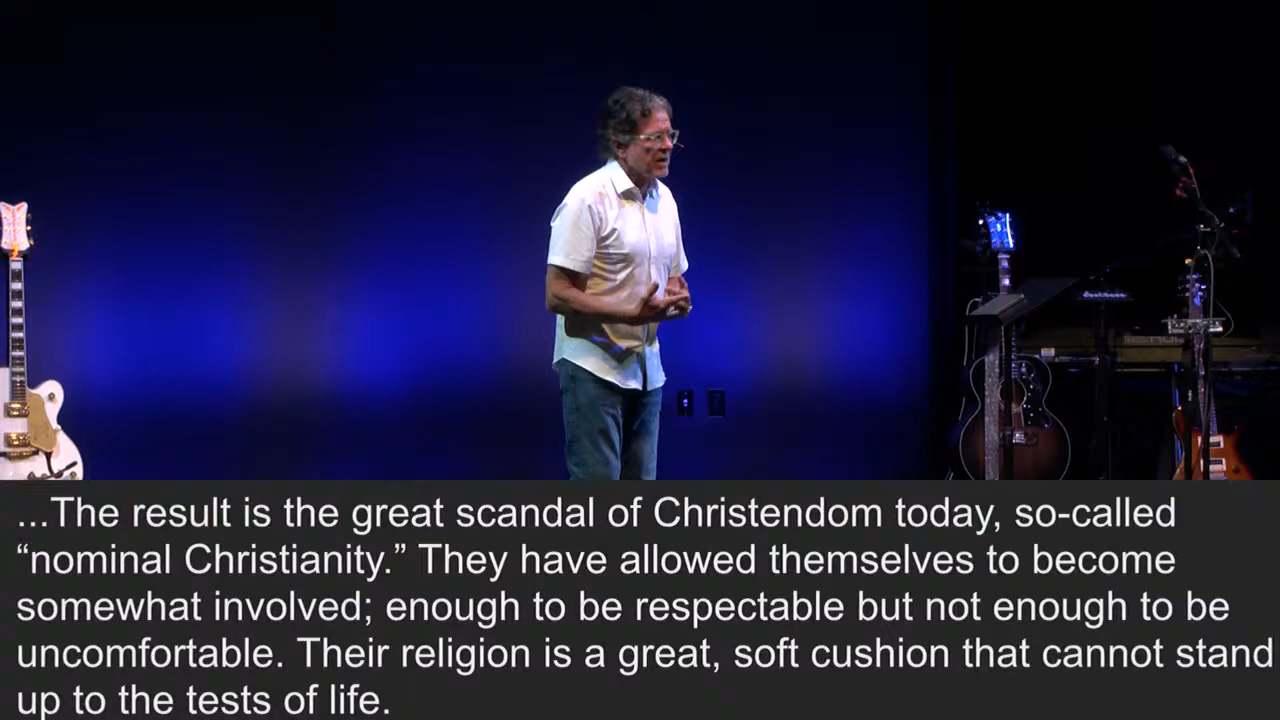 ...The result is the great scandal of Christendom today, so-called
“nominal Christianity.” They have allowed themselves to become
somewhat involved; enough to be respectable but not enough to be
uncomfortable. Their religion is a great, soft cushion that cannot stand
up to the tests of life.